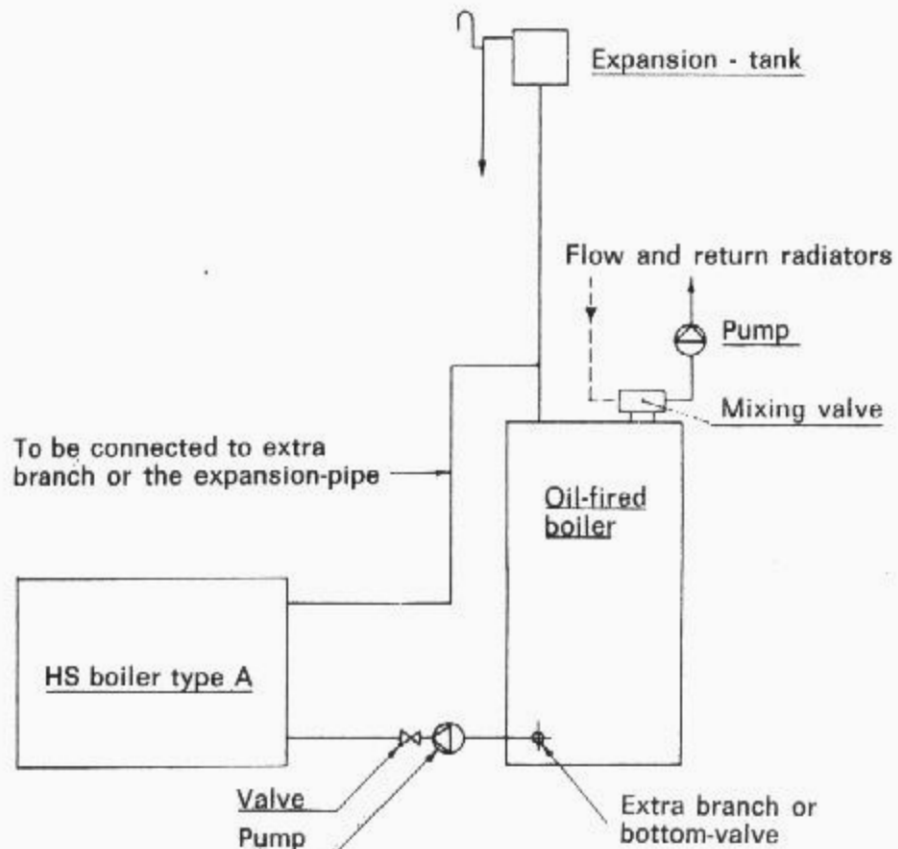 Expansion - tank
Flow and return radiators
Pump
Mixing valve
To be connected to extra
branch or the expansion-pipe
Oil-fired
boiler
HS boiler type A
Valve
Pump
Extra branch or
bottom-valve